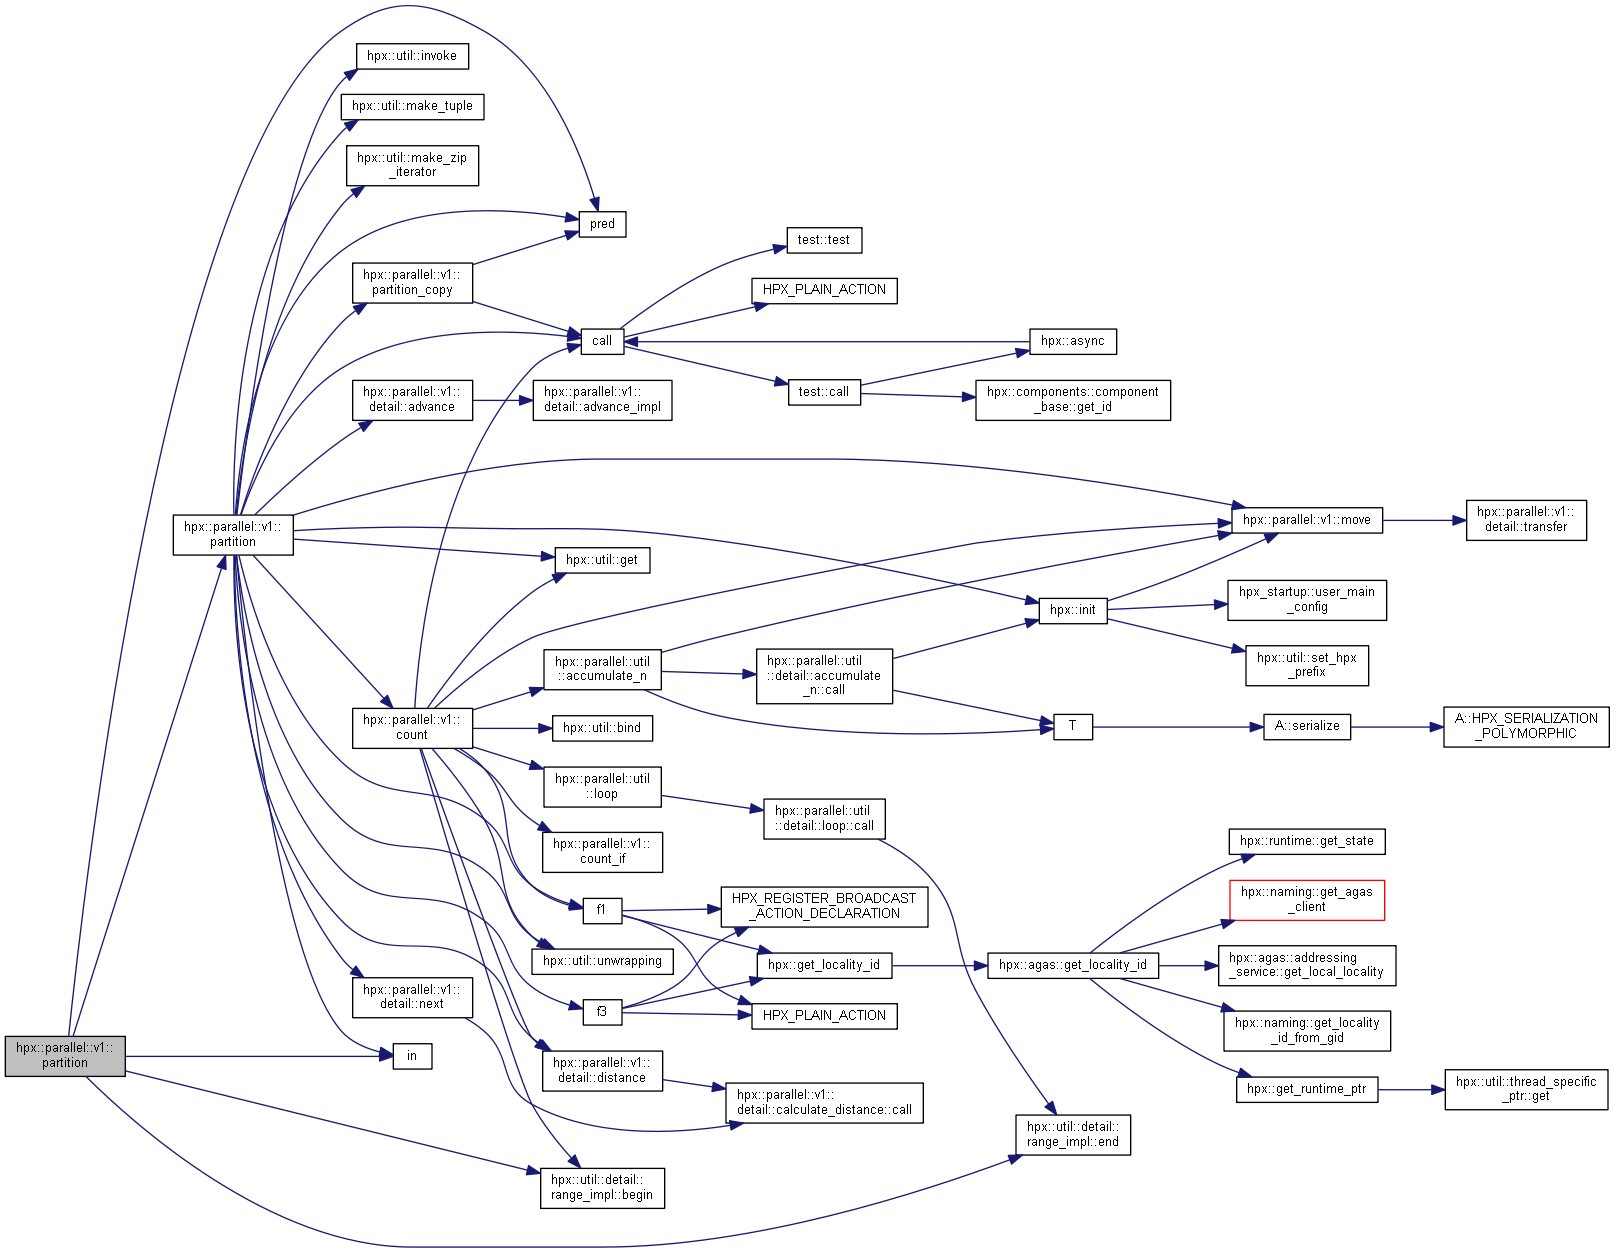 hpx::util::invoke
hpx::util::make_tuple
hpx::util::make_zip
_iterator
pred
test::test
hpx::parallel::v1::
partition_copy
HPX_PLAIN_ACTION
call
hpx::async
hpx::parallel::v1::
detail::advance
hpx::parallel::v1::
detail::advance_impl
test::call
hpx::components::component
_base::get_id
hpx::parallel::v1::
partition
hpx::parallel::v1::move
hpx::parallel::v1::
detail::transfer
hpx::util::get
hpx::init
hpx_startup::user_main
_config
hpx::parallel::util
::accumulate_n
hpx::parallel::util
::detail::accumulate
_n::call
hpx::util::set_hpx
_prefix
hpx::parallel::v1::
count
hpx::util::bind
T
A::serialize
A::HPX_SERIALIZATION
_POLYMORPHIC
hpx::parallel::util
::loop
hpx::parallel::util
::detail::loop::call
hpx::parallel::v1::
count_if
hpx::runtime::get_state
f1
HPX_REGISTER_BROADCAST
_ACTION_DECLARATION
hpx::naming::get_agas
_client
hpx::util::unwrapping
hpx::get_locality_id
hpx::agas::get_locality_id
hpx::agas::addressing
_service::get_local_locality
hpx::parallel::v1::
detail::next
f3
HPX_PLAIN_ACTION
hpx::naming::get_locality
_id_from_gid
hpx::parallel::v1::
partition
in
hpx::parallel::v1::
detail::distance
hpx::parallel::v1::
detail::calculate_distance::call
hpx::get_runtime_ptr
hpx::util::thread_specific
_ptr::get
hpx::util::detail::
range_impl::end
hpx::util::detail::
range_impl::begin